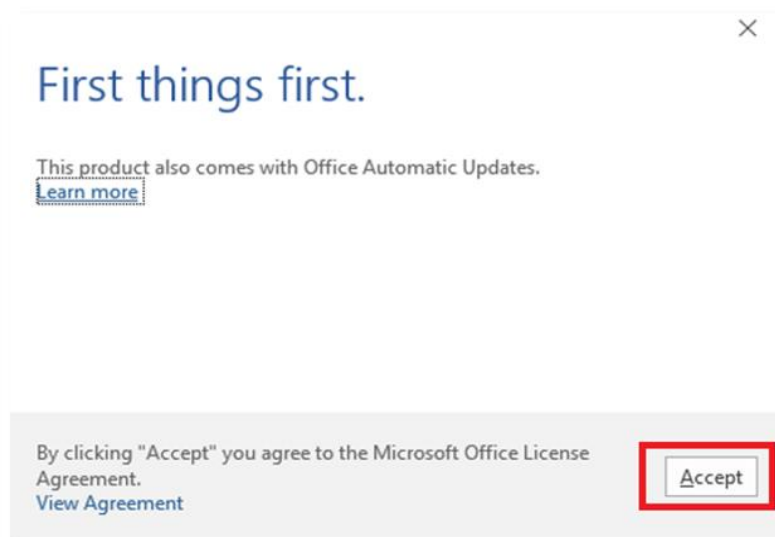 First things first.
This product also comes with Office Automatic Updates.
Learn more
By clicking "Accept" you agree to the Microsoft Office License
Agreement.
View Agreement
Accept